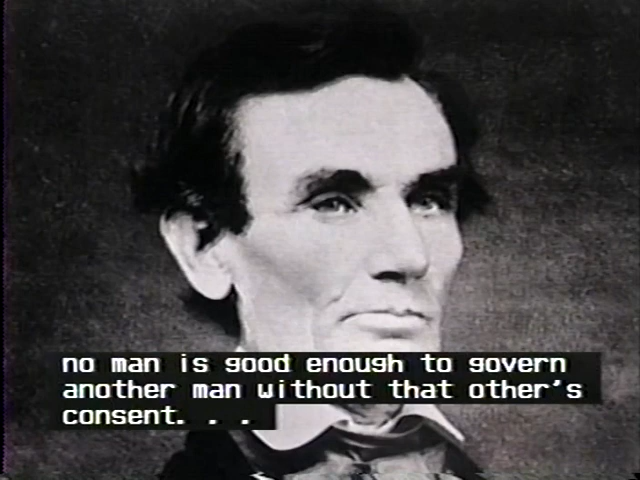 no man is good enough to govern
another man without that other's
consent. . .